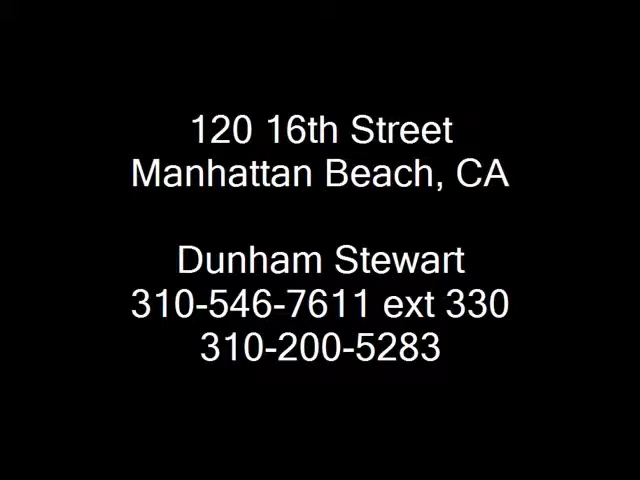 120 16th Street
Manhattan Beach, CA
Dunham Stewart
310-546-7611 ext 330
310-200-5283